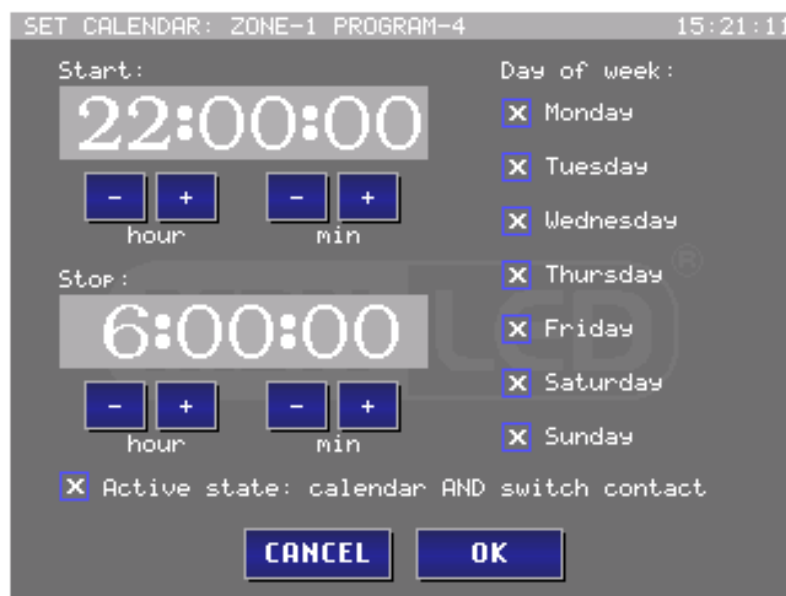 SET CALENDAR: ZONE-1 PROGRAM-4 15:21:11
Start:
22:00:00
- + - +
hour min
Stop:
6:00:00
- + - +
hour min
Day of week:
X Monday
X Tuesday
X Wednesday
X Thursday
X Friday
X Saturday
X Sunday
X Active state: calendar AND switch contact
CANCEL OK
LCD®